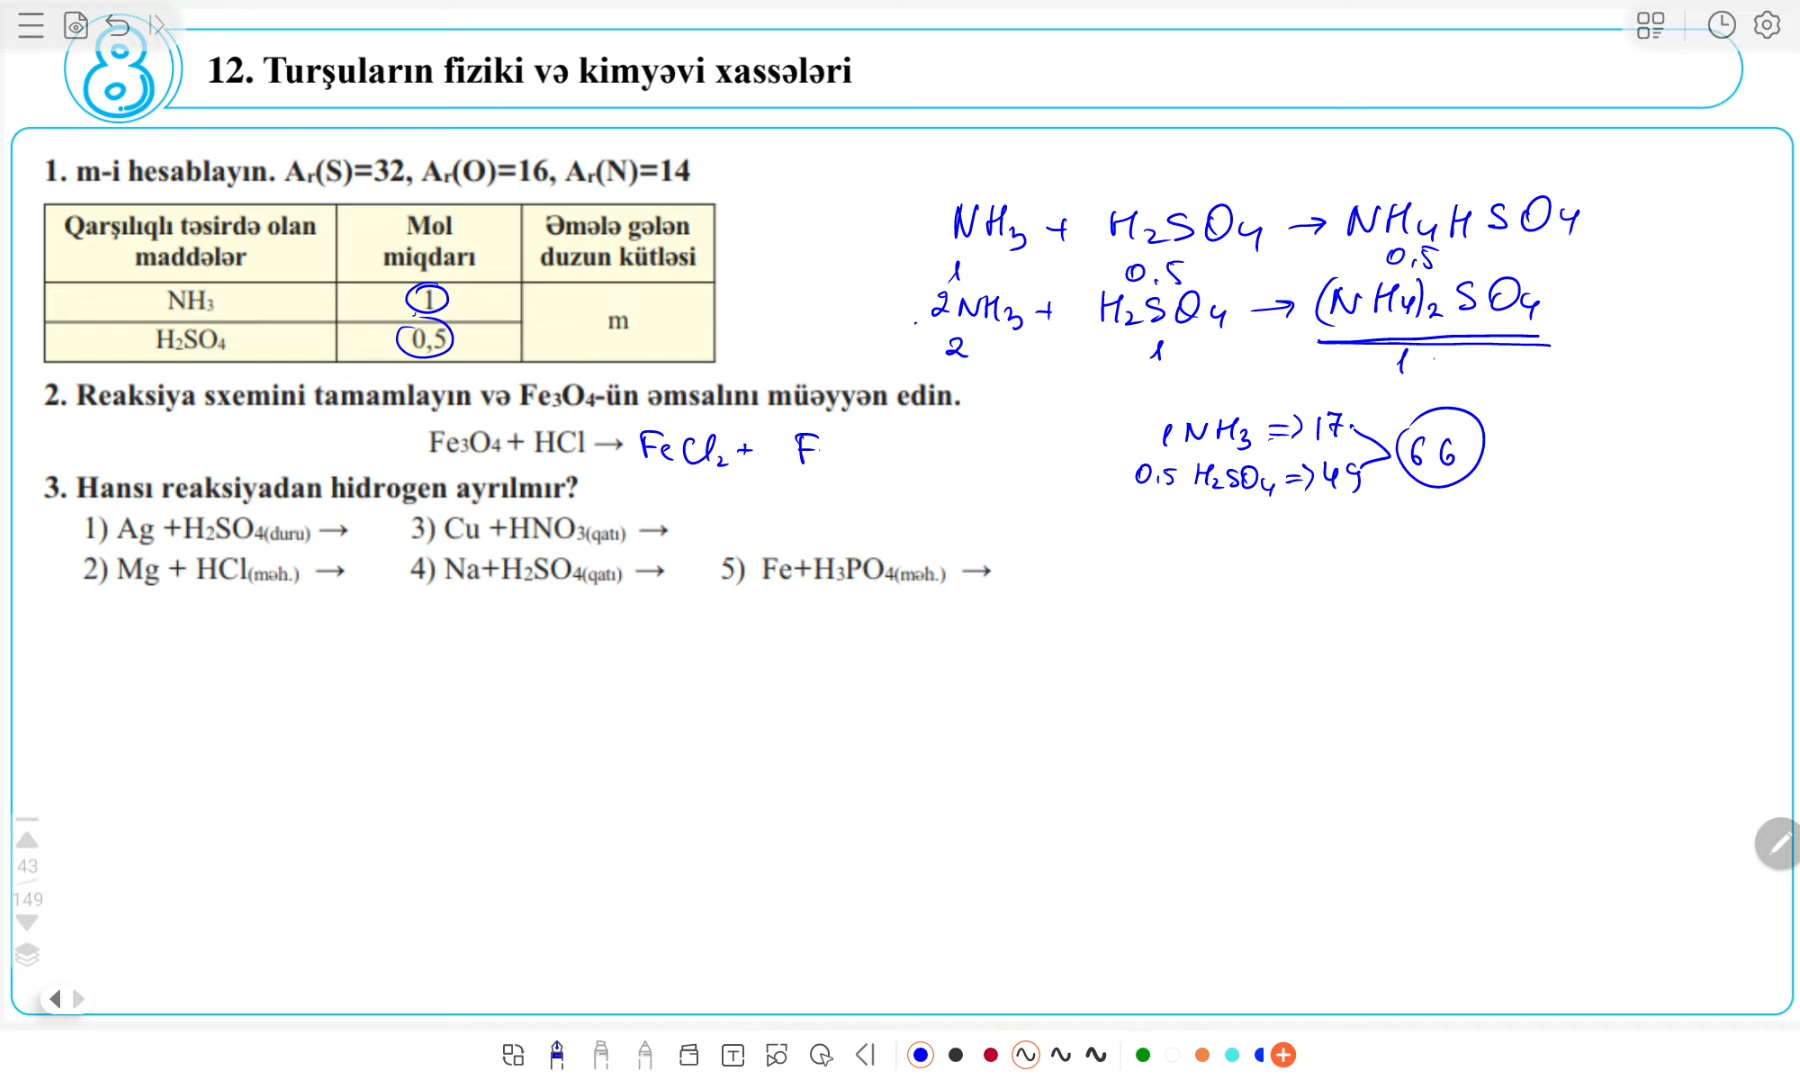 12. Turşuların fiziki və kimyəvi xassələri
1. m-i hesablayın. Aᵣ(S)=32, Aᵣ(O)=16, Aᵣ(N)=14
Qarşılıqlı təsirdə olan maddələr
Mol miqdarı
Əmələ gələn duzun kütləsi
NH₃
1
m
H₂SO₄
0,5
NH₃ + H₂SO₄ → NH₄HSO₄
1 0,5 0,5
2NH₃ + H₂SO₄ → (NH₄)₂SO₄
2 1 1
2. Reaksiya sxemini tamamlayın və Fe₃O₄-ün əmsalını müəyyən edin.
Fe₃O₄ + HCl → FeCl₂ + F
1 NH₃ => 17
0,5 H₂SO₄ => 49
66
3. Hansı reaksiyadan hidrogen ayrılmır?
1) Ag +H₂SO₄(duru) →
3) Cu +HNO₃(qatı) →
2) Mg + HCl(məh.) →
4) Na+H₂SO₄(qatı) →
5) Fe+H₃PO₄(məh.) →
43
149